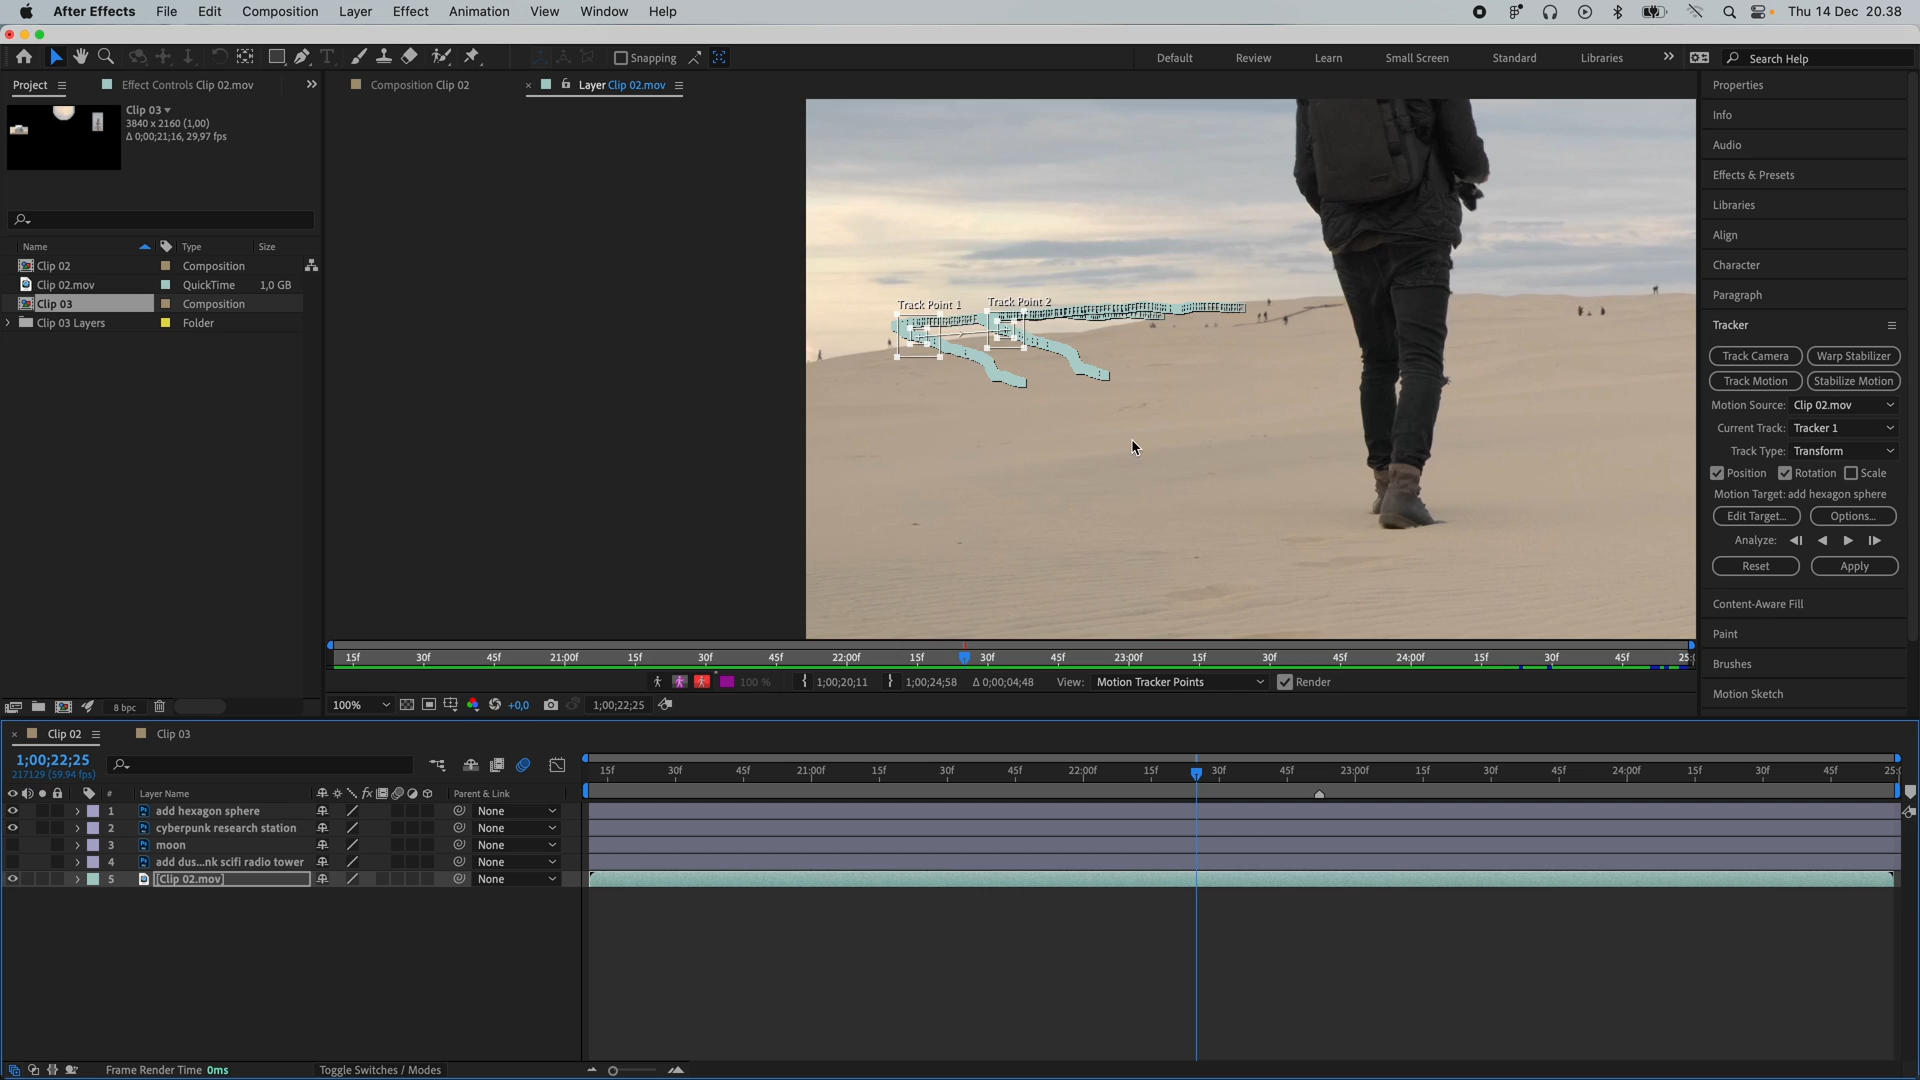 After Effects File Edit Composition Layer Effect Animation View Window Help Thu 14 Dec 20.38
Snapping Default Review Learn Small Screen Standard Libraries Search Help
Project Effect Controls Clip 02.mov Composition Clip 02 Layer Clip 02.mov
Clip 03
3840 x 2160 (1,00)
Δ 0;00;21;16, 29,97 fps
Name Type Size
Clip 02 Composition
Clip 02.mov QuickTime 1,0 GB
Clip 03 Composition
Clip 03 Layers Folder
8 bpc
Track Point 1 Track Point 2
Properties
Info
Audio
Effects & Presets
Libraries
Align
Character
Paragraph
Tracker
Track Camera Warp Stabilizer
Track Motion Stabilize Motion
Motion Source: Clip 02.mov
Current Track: Tracker 1
Track Type: Transform
Position Rotation Scale
Motion Target: add hexagon sphere
Edit Target... Options...
Analyze:
Reset Apply
Content-Aware Fill
Paint
Brushes
Motion Sketch
15f 30f 45f 21:00f 15f 30f 45f 22:00f 15f 30f 45f 23:00f 15f 30f 45f 24:00f 15f 30f 45f 25:
100 % 1;00;20;11 1;00;24;58 Δ 0;00;04;48 View: Motion Tracker Points Render
100% +0,0 1;00;22;25
Clip 02 Clip 03
1;00;22;25
217129 (59.94 fps)
15f 30f 45f 21:00f 15f 30f 45f 22:00f 15f 30f 45f 23:00f 15f 30f 45f 24:00f 15f 30f 45f 25:
# Layer Name fx Parent & Link
1 add hexagon sphere None
2 cyberpunk research station None
3 moon None
4 add dus...nk scifi radio tower None
5 [Clip 02.mov] None
Frame Render Time 0ms Toggle Switches / Modes